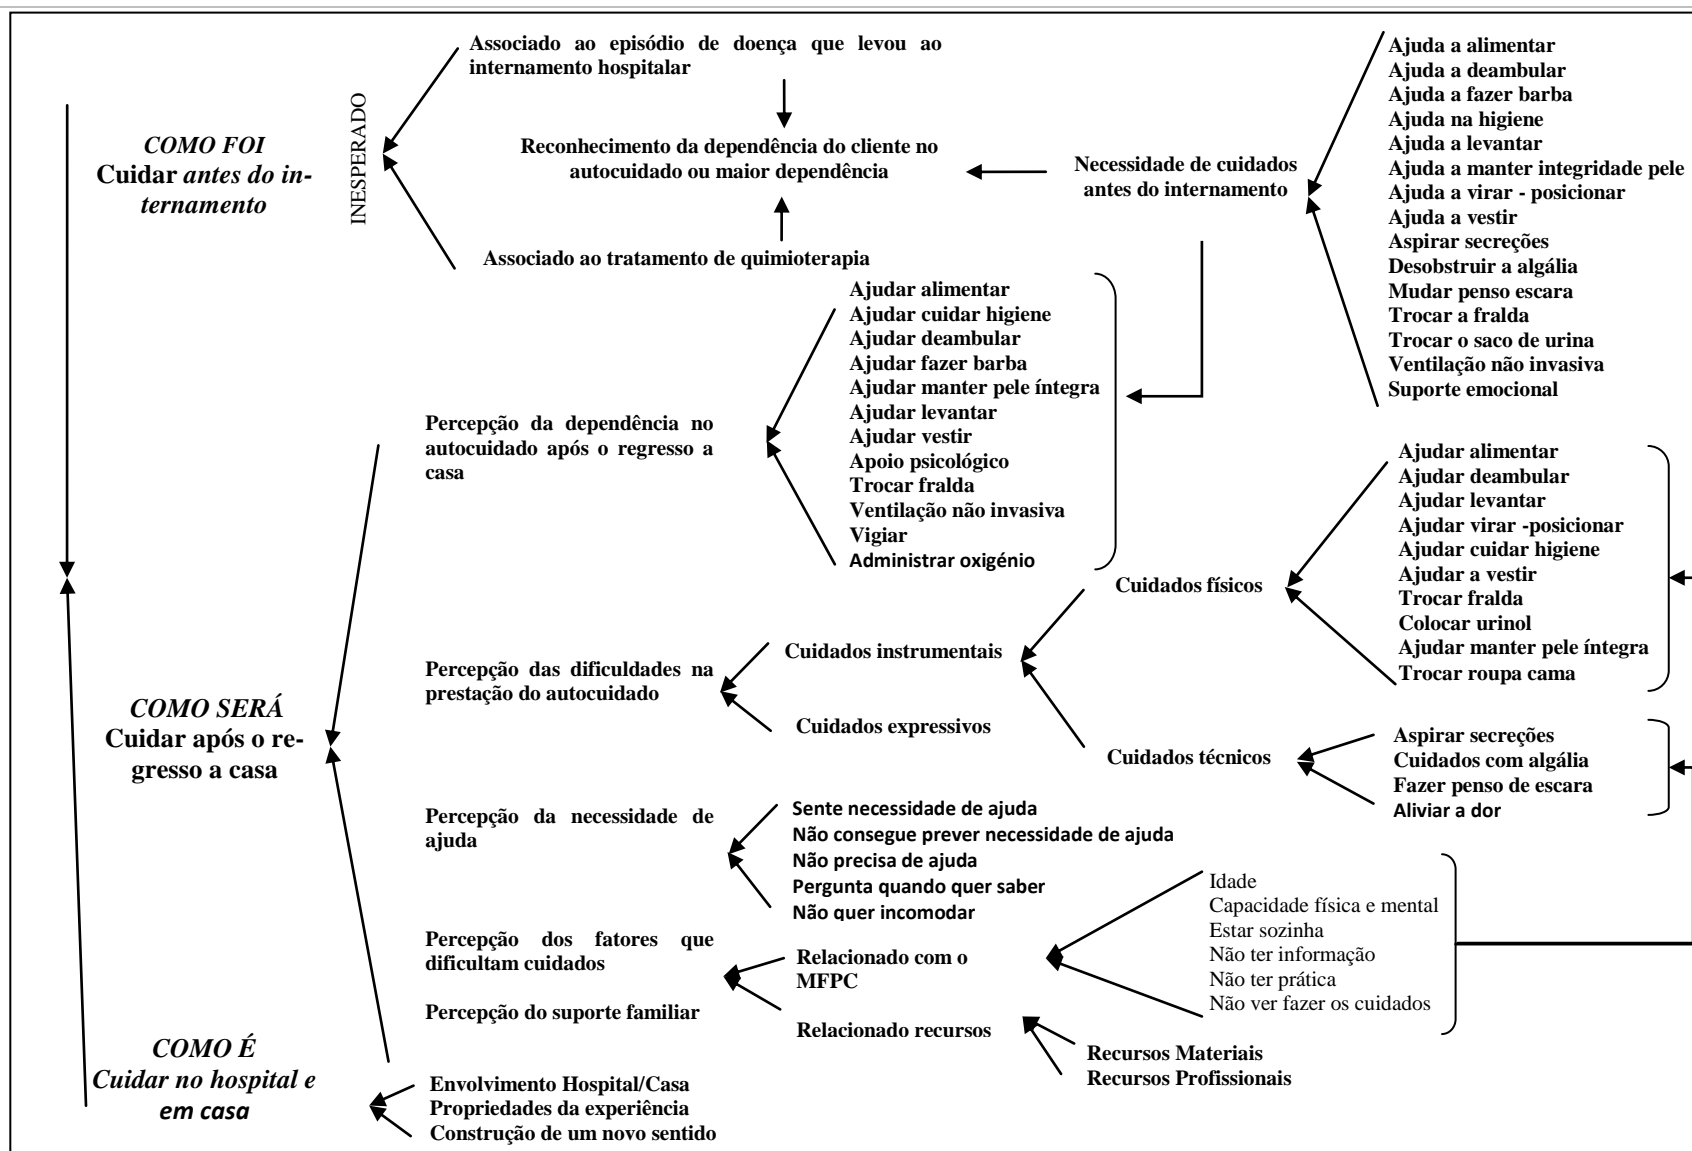 Associado ao episódio de doença que levou ao
internamento hospitalar
INESPERADO
COMO FOI
Cuidar antes do in-
ternamento
Reconhecimento da dependência do cliente no
autocuidado ou maior dependência
Necessidade de cuidados
antes do internamento
Associado ao tratamento de quimioterapia
Ajuda a alimentar
Ajuda a deambular
Ajuda a fazer barba
Ajuda na higiene
Ajuda a levantar
Ajuda a manter integridade pele
Ajuda a virar - posicionar
Ajuda a vestir
Aspirar secreções
Desobstruir a algália
Mudar penso escara
Trocar a fralda
Trocar o saco de urina
Ventilação não invasiva
Suporte emocional
COMO SERÁ
Cuidar após o re-
gresso a casa
Percepção da dependência no
autocuidado após o regresso a
casa
Ajudar alimentar
Ajudar cuidar higiene
Ajudar deambular
Ajudar fazer barba
Ajudar manter pele íntegra
Ajudar levantar
Ajudar vestir
Apoio psicológico
Trocar fralda
Ventilação não invasiva
Vigiar
Administrar oxigénio
Percepção das dificuldades na
prestação do autocuidado
Cuidados instrumentais
Cuidados expressivos
Cuidados físicos
Ajudar alimentar
Ajudar deambular
Ajudar levantar
Ajudar virar -posicionar
Ajudar cuidar higiene
Ajudar a vestir
Trocar fralda
Colocar urinol
Ajudar manter pele íntegra
Trocar roupa cama
Cuidados técnicos
Aspirar secreções
Cuidados com algália
Fazer penso de escara
Aliviar a dor
Percepção da necessidade de
ajuda
Sente necessidade de ajuda
Não consegue prever necessidade de ajuda
Não precisa de ajuda
Pergunta quando quer saber
Não quer incomodar
Percepção dos fatores que
dificultam cuidados
Relacionado com o
MFPC
Idade
Capacidade física e mental
Estar sozinha
Não ter informação
Não ter prática
Não ver fazer os cuidados
Percepção do suporte familiar
Relacionado recursos
Recursos Materiais
Recursos Profissionais
COMO É
Cuidar no hospital e
em casa
Envolvimento Hospital/Casa
Propriedades da experiência
Construção de um novo sentido